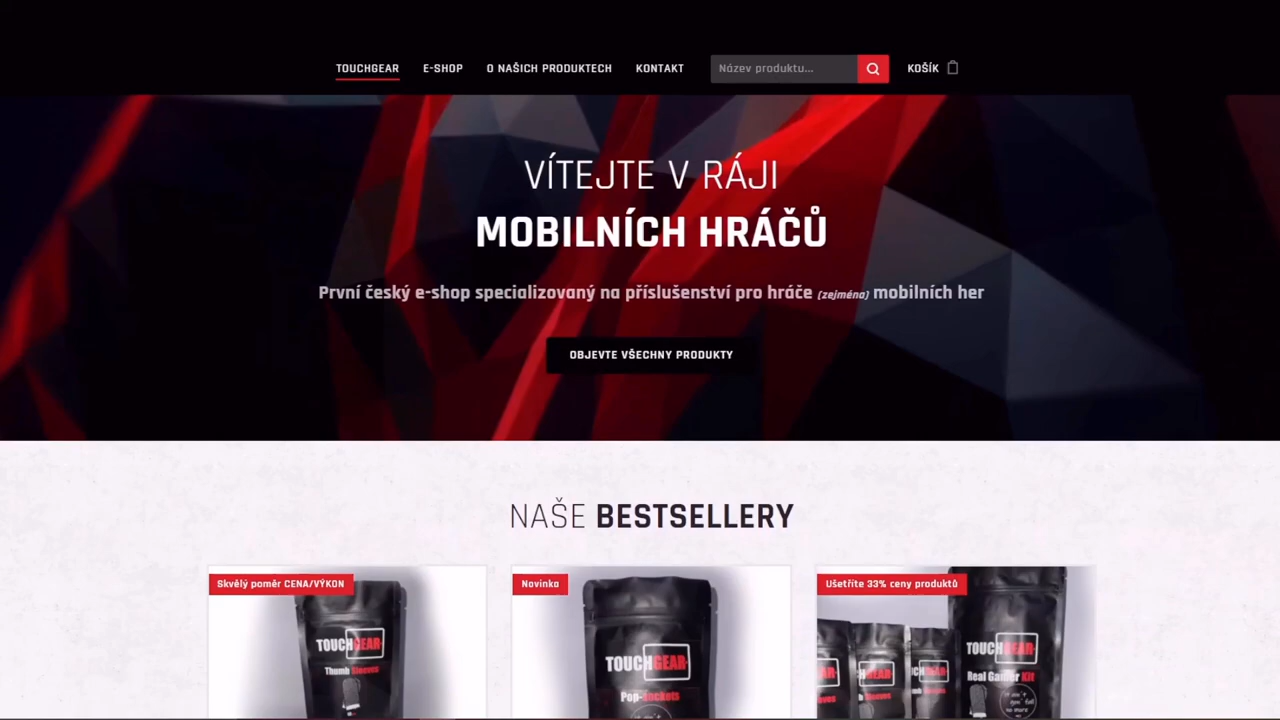 TOUCHGEAR E-SHOP O NAŠICH PRODUKTECH KONTAKT Název produktu... KOŠÍK
VÍTEJTE V RÁJI
MOBILNÍCH HRÁČŮ
První český e-shop specializovaný na příslušenství pro hráče (zejména) mobilních her
OBJEVTE VŠECHNY PRODUKTY
NAŠE BESTSELLERY
Skvělý poměr CENA/VÝKON
TOUCHGEAR
Thumb Sleeves
Novinka
TOUCHGEAR
Pop-sockets
Ušetříte 33% ceny produktů
TOUCHGEAR
Real Gamer Kit